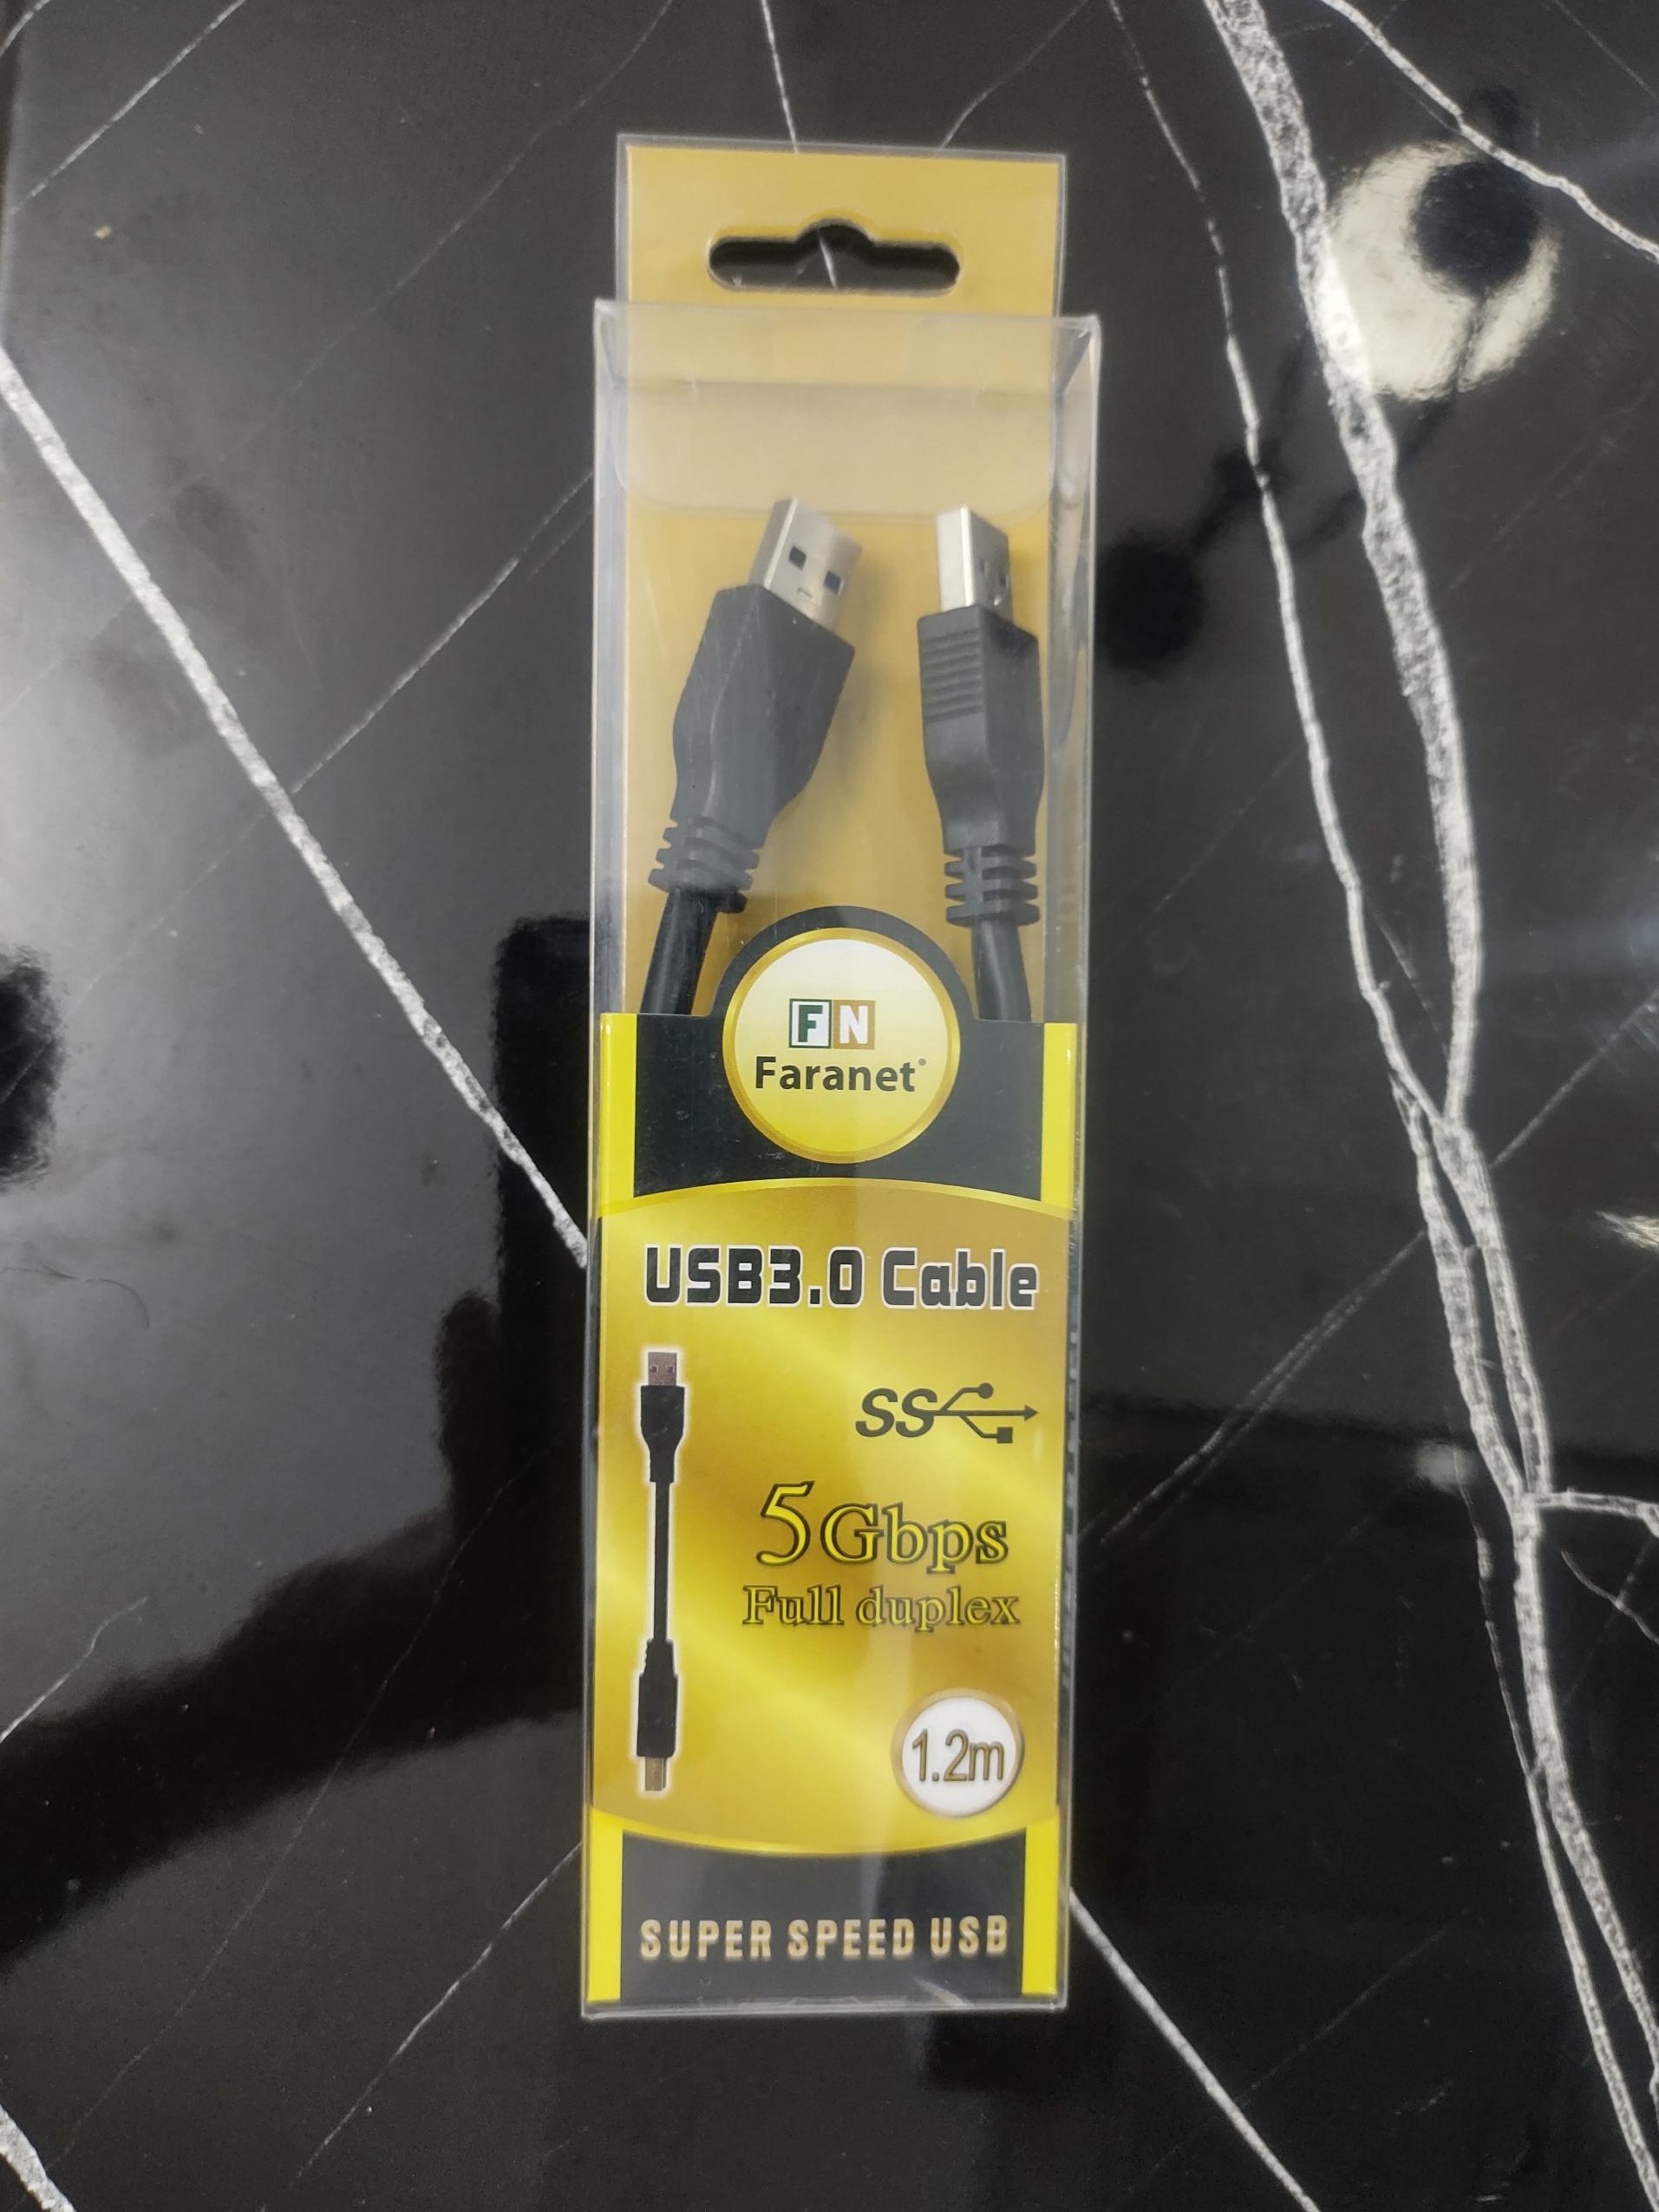 FN
Faranet®
USB3.0 Cable
SS
5Gbps
Full duplex
1.2m
SUPER SPEED USB